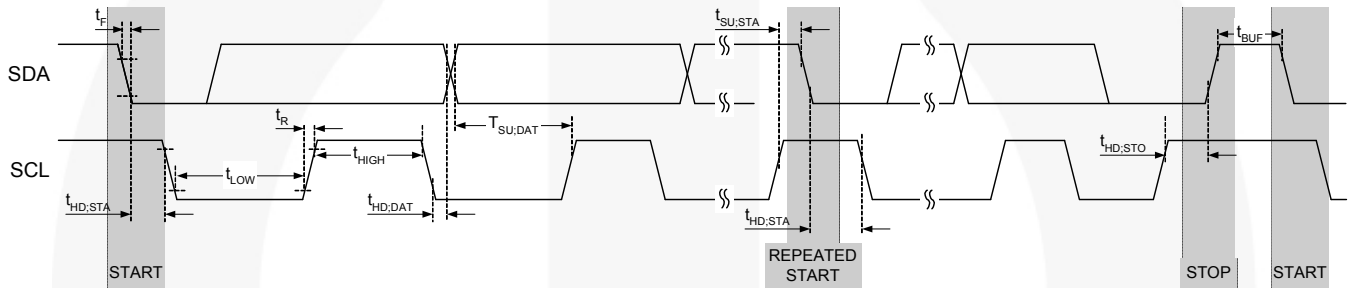 tF
tSU;STA
tBUF
SDA
tR
TSU;DAT
tHIGH
SCL
tLOW
tHD;STO
tHD;STA
tHD;DAT
tHD;STA
START
REPEATED
START
STOP
START